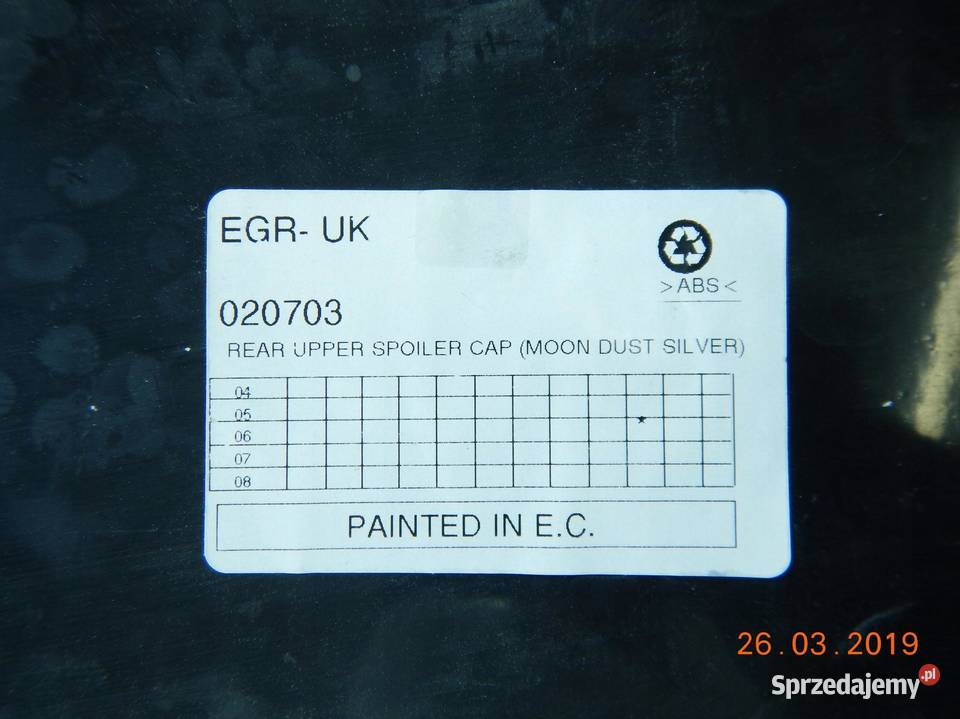 EGR- UK
>ABS<
020703
REAR UPPER SPOILER CAP (MOON DUST SILVER)
04
05
06
07
08
PAINTED IN E.C.
26.03.2019
Sprzedajemy.pl